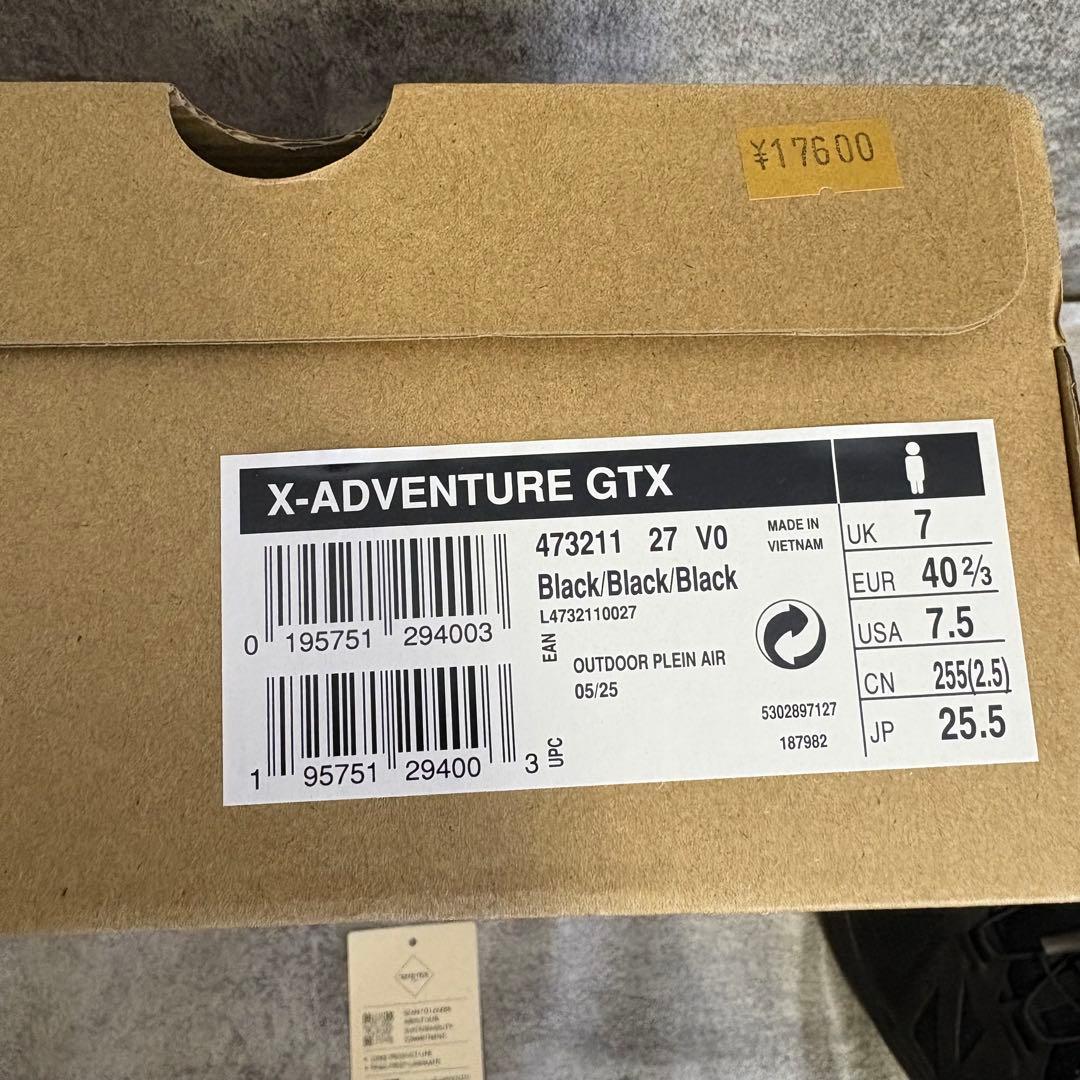 ¥17600
X-ADVENTURE GTX
473211 27 V0
Black/Black/Black
L4732110027
MADE IN
VIETNAM
0 195751 294003
EAN
OUTDOOR PLEIN AIR
05/25
1 95751 29400 3
UPC
5302897127
187982
UK 7
EUR 40 2/3
USA 7.5
CN 255(2.5)
JP 25.5